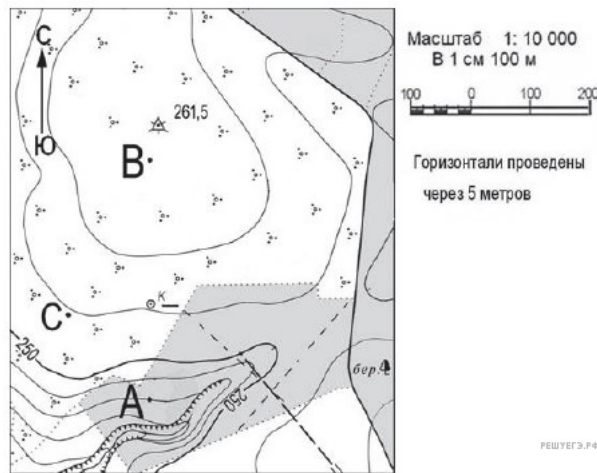 С
Ю
261,5
В
С
К
250
А
250
бер.
Масштаб 1: 10 000
В 1 см 100 м
100 0 100 200
Горизонтали проведены
через 5 метров
РЕШУЕГЭ.РФ